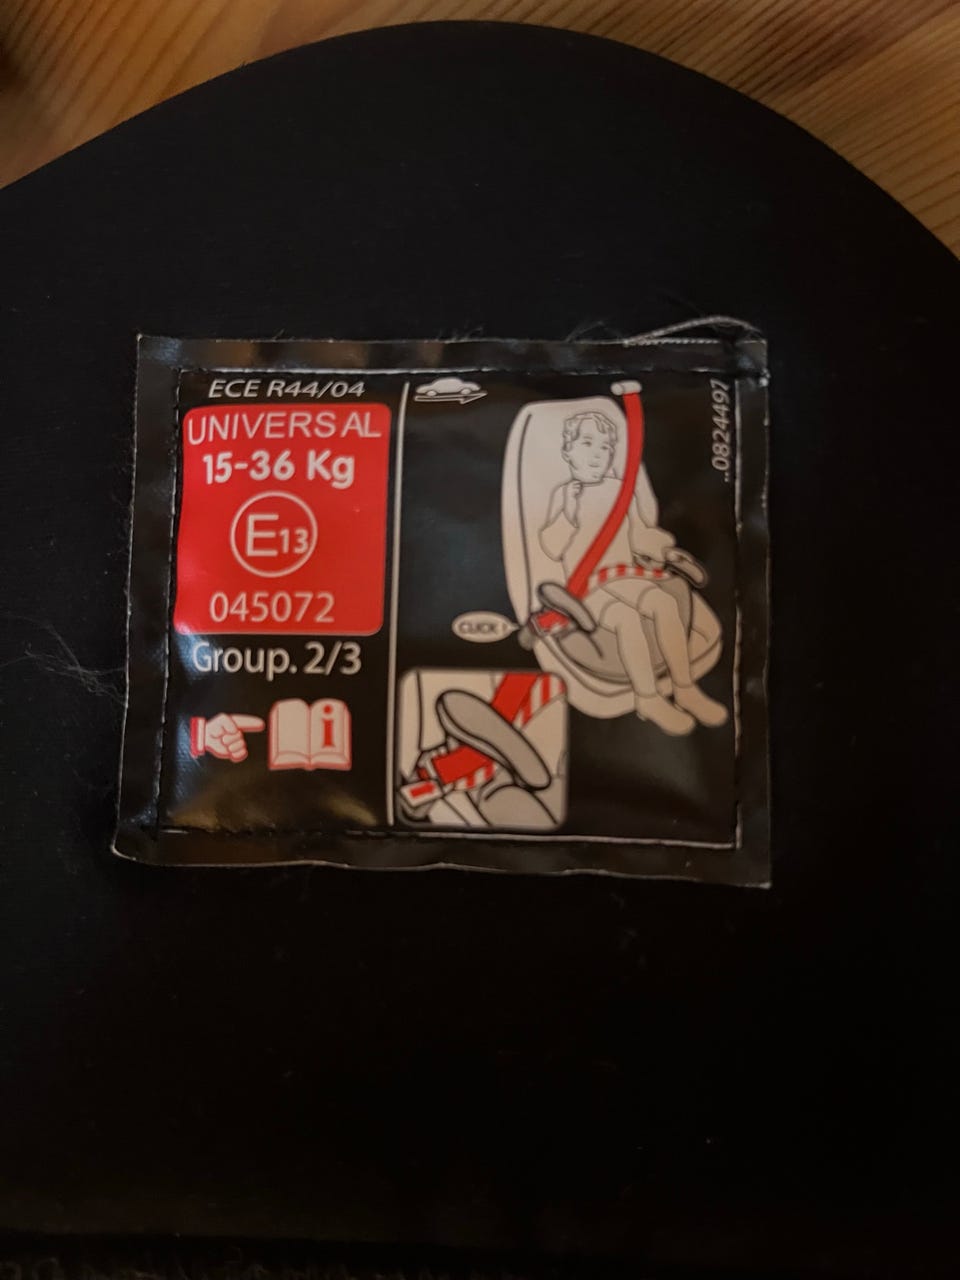 ECE R44/04
UNIVERSAL
15-36 Kg
E13
045072
Group. 2/3
i
CLICK !
..0824497